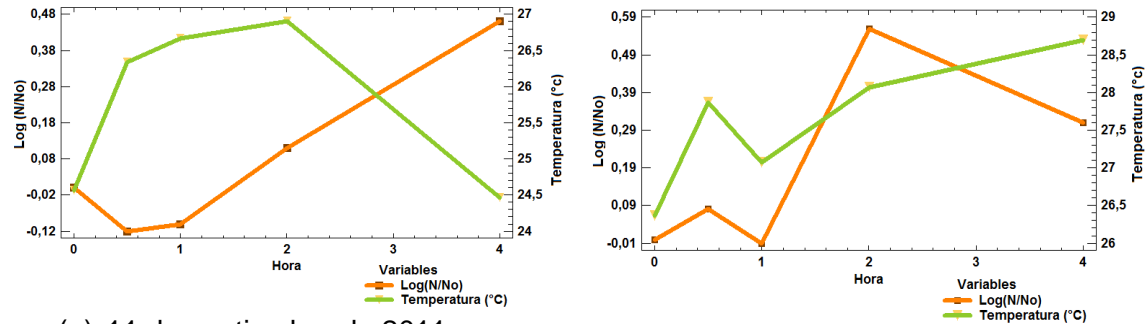 0,48
0,38
0,28
0,18
0,08
-0,02
-0,12
Log (N/No)
27
26,5
26
25,5
25
24,5
24
Temperatura (°c)
0 1 2 3 4
Hora
Variables
Log(N/No)
Temperatura (°C)
0,59
0,49
0,39
0,29
0,19
0,09
-0,01
Log (N/No)
29
28,5
28
27,5
27
26,5
26
Temperatura (°C)
0 1 2 3 4
Hora
Variables
Log(N/No)
Temperatura (°C)